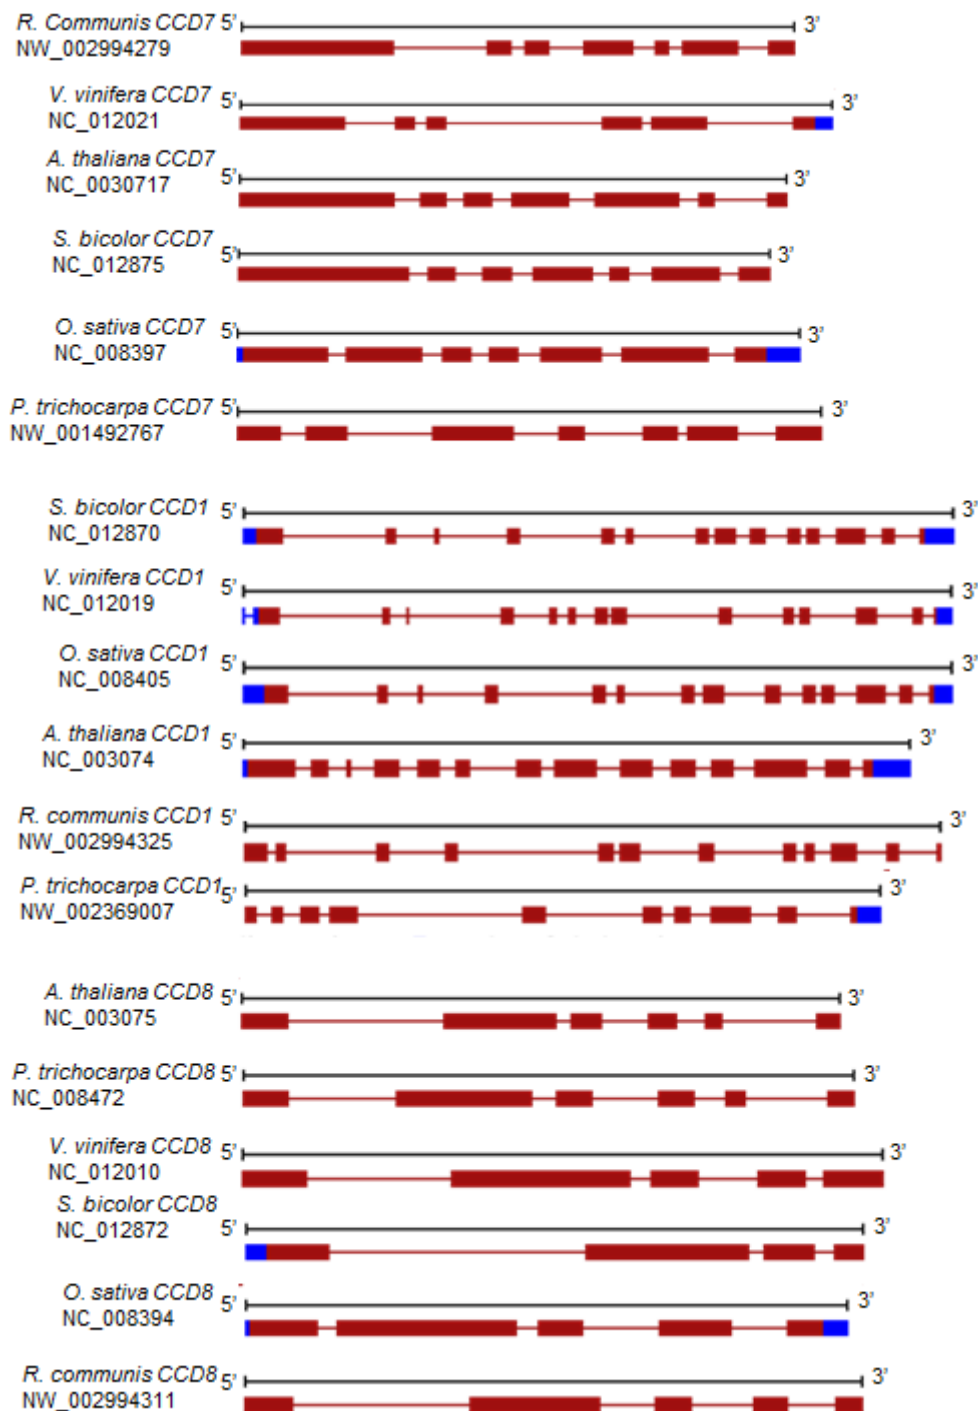 R. Communis CCD7 5’ 3’
NW_002994279
V. vinifera CCD7 5’ 3’
NC_012021
A. thaliana CCD7 5’ 3’
NC_0030717
S. bicolor CCD7 5’ 3’
NC_012875
O. sativa CCD7 5’ 3’
NC_008397
P. trichocarpa CCD7 5’ 3’
NW_001492767
S. bicolor CCD1 5’ 3’
NC_012870
V. vinifera CCD1 5’ 3’
NC_012019
O. sativa CCD1 5’ 3’
NC_008405
A. thaliana CCD1 5’ 3’
NC_003074
R. communis CCD1 5’ 3’
NW_002994325
P. trichocarpa CCD1 5’ 3’
NW_002369007
A. thaliana CCD8 5’ 3’
NC_003075
P. trichocarpa CCD8 5’ 3’
NC_008472
V. vinifera CCD8 5’ 3’
NC_012010
S. bicolor CCD8 5’ 3’
NC_012872
O. sativa CCD8 5’ 3’
NC_008394
R. communis CCD8 5’ 3’
NW_002994311